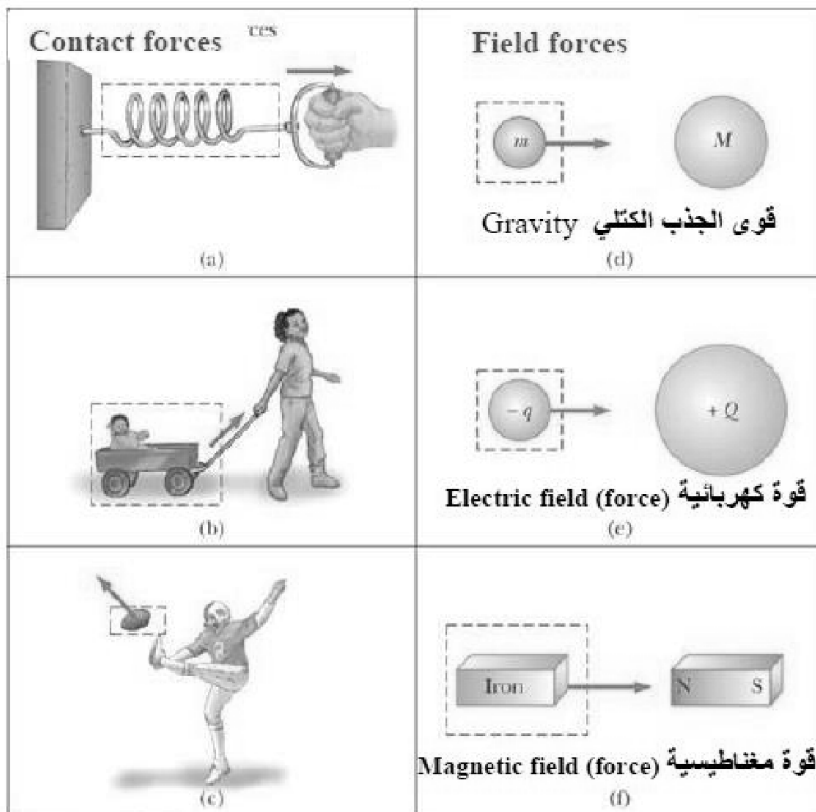 Contact forces ces
(a)
(b)
(c)
Field forces
m
M
Gravity قوى الجذب الكتلي
(d)
– q
+ Q
Electric field (force) قوة كهربائية
(e)
Iron
N S
Magnetic field (force) قوة مغناطيسية
(f)